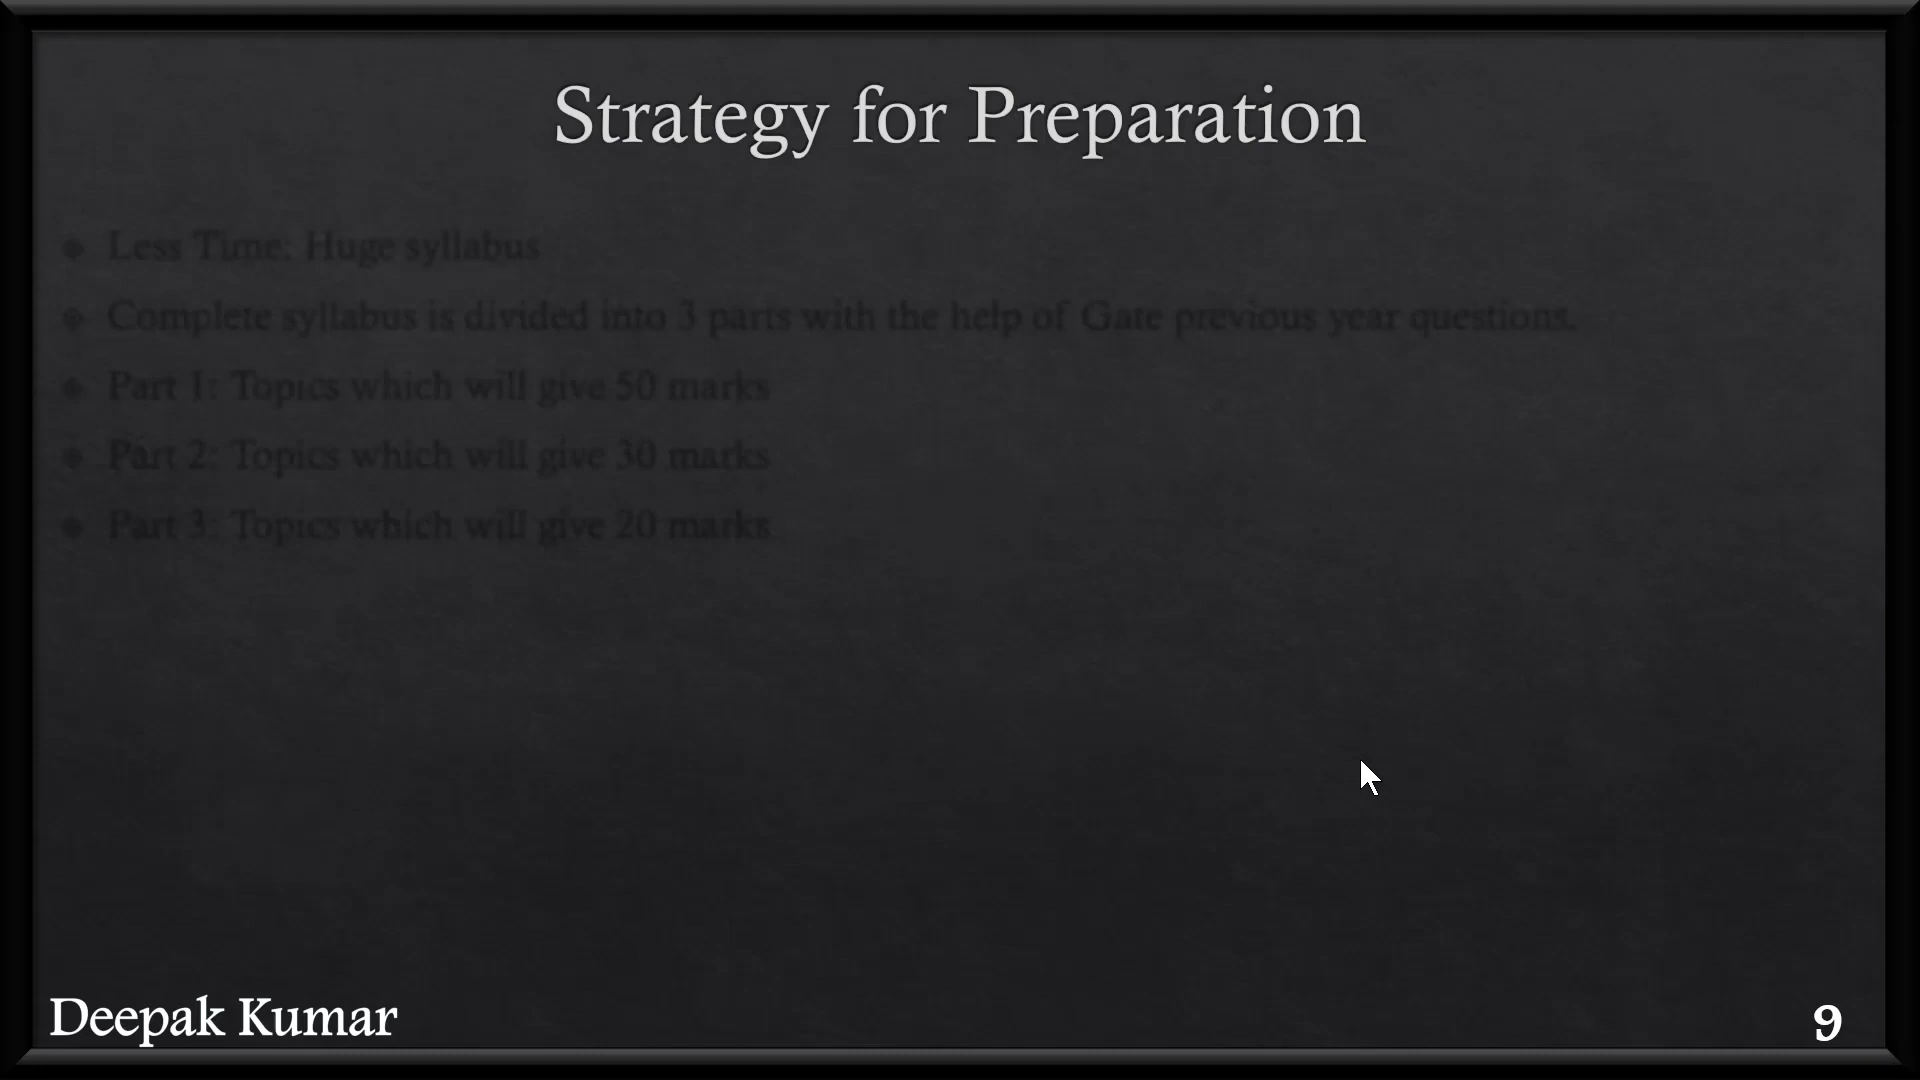 Strategy for Preparation
Less Time: Huge syllabus
Complete syllabus is divided into 3 parts with the help of Gate previous year questions.
Part 1: Topics which will give 50 marks
Part 2: Topics which will give 30 marks
Part 3: Topics which will give 20 marks
Deepak Kumar
9